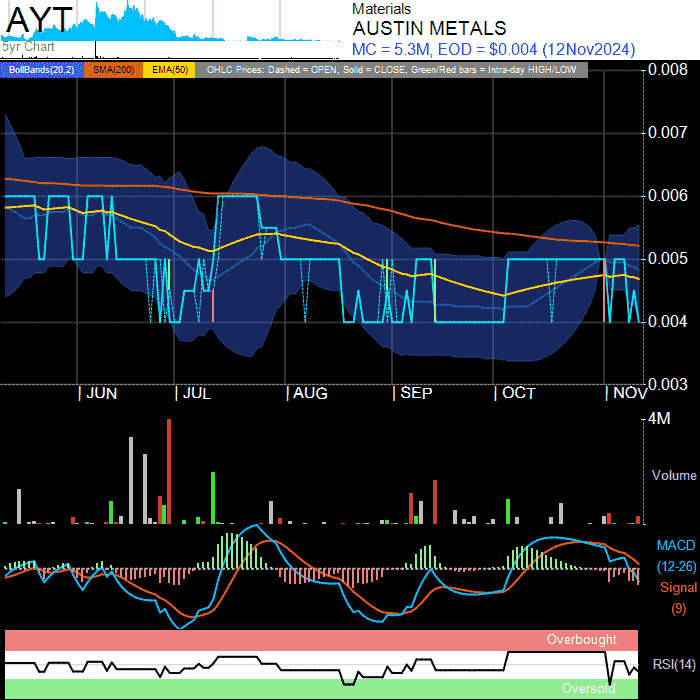 AYT
5yr Chart
Materials
AUSTIN METALS
MC = 5.3M, EOD = $0.004 (12Nov2024)
BollBands(20,2) SMA(200) EMA(50) OHLC Prices: Dashed = OPEN, Solid = CLOSE, Green/Red bars = Intra-day HIGH/LOW
0.008
0.007
0.006
0.005
0.004
0.003
| JUN | JUL | AUG | SEP | OCT | NOV
4M
Volume
MACD
(12-26)
Signal
(9)
Overbought
RSI(14)
Oversold